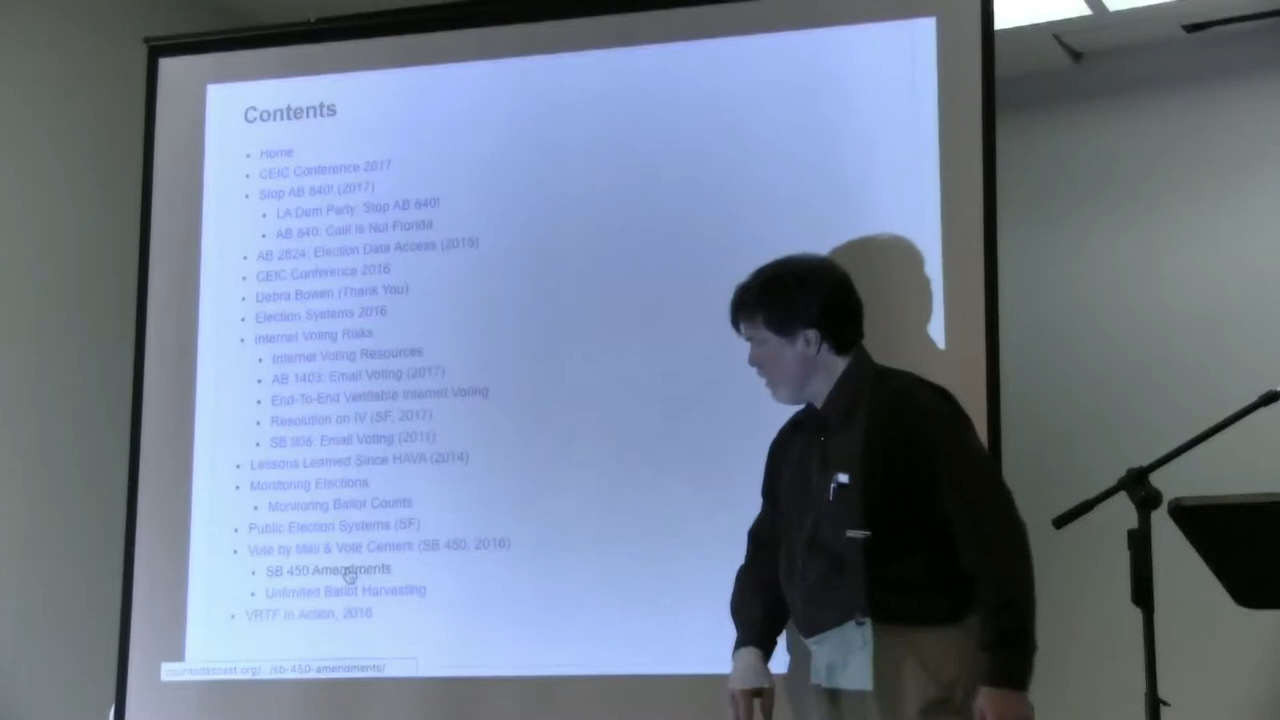 Contents
Home
CEIC Conference 2017
Stop AB 840! (2017)
LA Dem Party: Stop AB 840!
AB 840: Calif Is Not Florida
AB 2824: Election Data Access (2016)
CEIC Conference 2016
Debra Bowen (Thank You)
Election Systems 2016
Internet Voting Risks
Internet Voting Resources
AB 1403: Email Voting (2017)
End-To-End Verifiable Internet Voting
Resolution on IV (SF, 2017)
SB 908: Email Voting (2011)
Lessons Learned Since HAVA (2014)
Monitoring Elections
Monitoring Ballot Counts
Public Election Systems (SF)
Vote by Mail & Vote Centers (SB 450, 2016)
SB 450 Amendments
Unlimited Ballot Harvesting
VRTF in Action, 2016
countedascast.org/.../sb-450-amendments/